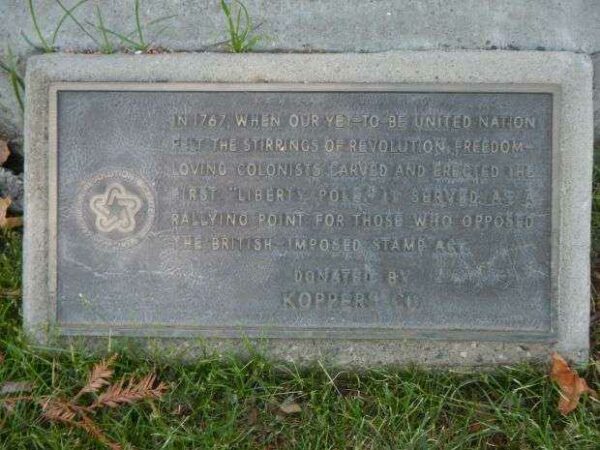 IN 1767, WHEN OUR YET-TO BE UNITED NATION
FELT THE STIRRINGS OF REVOLUTION, FREEDOM-
LOVING COLONISTS CARVED AND ERECTED THE
FIRST "LIBERTY POLE." IT SERVED AS A
RALLYING POINT FOR THOSE WHO OPPOSED
THE BRITISH IMPOSED STAMP ACT.
DONATED BY
KOPPERS CO.